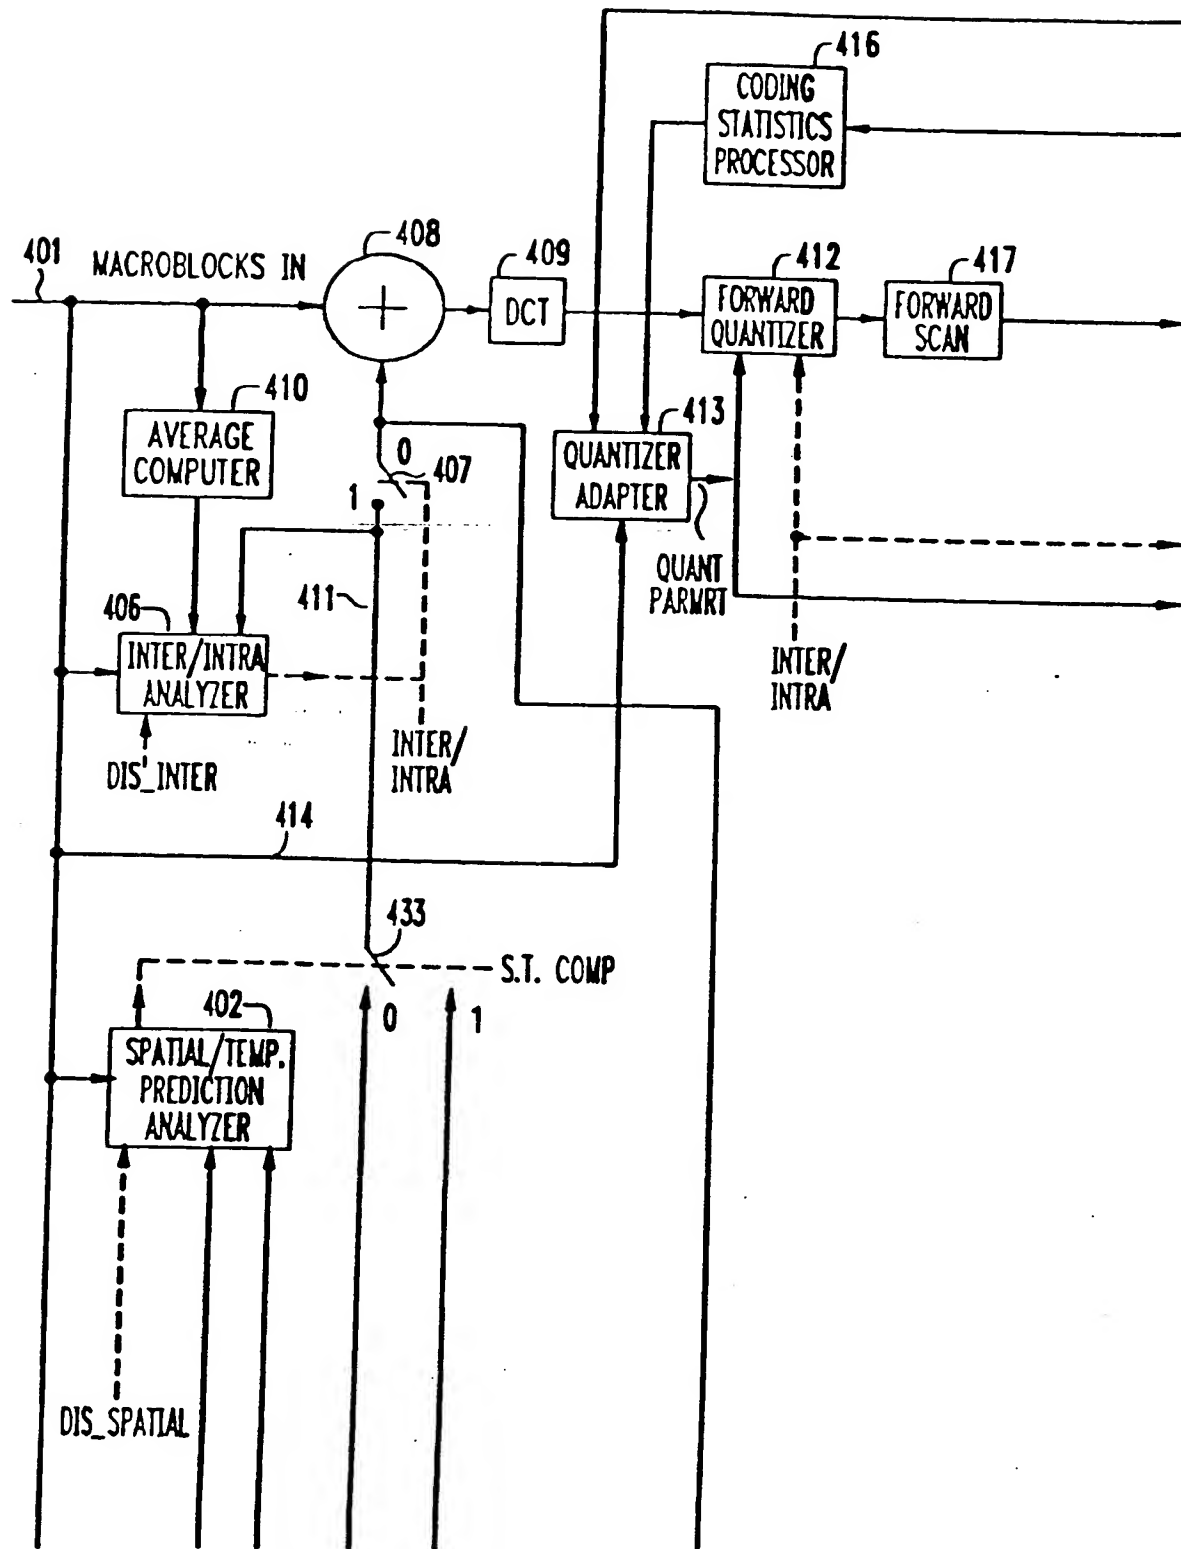 416
CODING
STATISTICS
PROCESSOR
401
MACROBLOCKS IN
408
+
409
DCT
412
FORWARD
QUANTIZER
417
FORWARD
SCAN
410
AVERAGE
COMPUTER
0
407
1
413
QUANTIZER
ADAPTER
QUANT
PARMRT
411
406
INTER/INTRA
ANALYZER
DIS_INTER
INTER/
INTRA
INTER/
INTRA
414
433
S.T. COMP
0
1
402
SPATIAL/TEMP.
PREDICTION
ANALYZER
DIS_SPATIAL